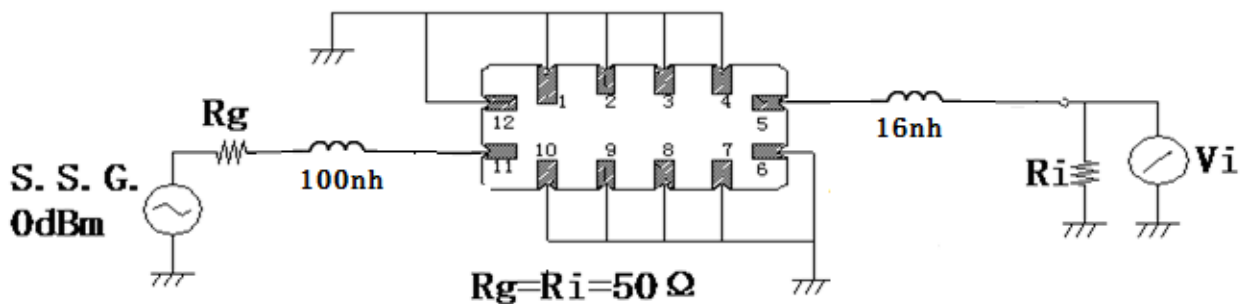 1 2 3 4
12 5
Rg
16nh
11 10 9 8 7 6
S. S. G.
0dBm
100nh
Ri
Vi
Rg=Ri=50Ω